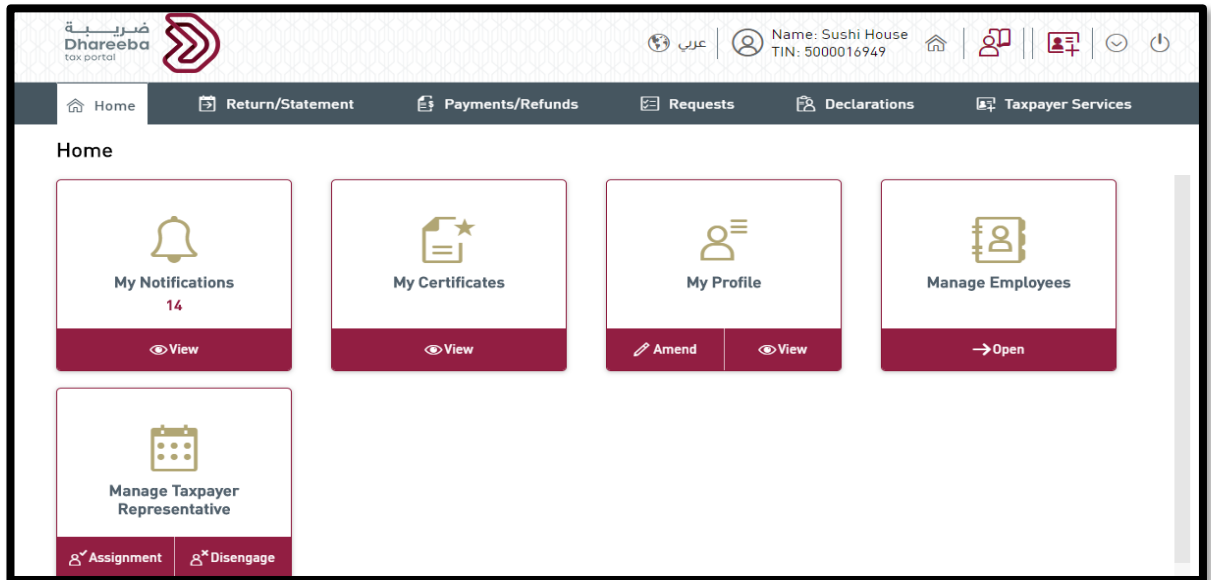 ضريبة
Dhareeba
tax portal
عربي
Name: Sushi House
TIN: 5000016949
Home
Return/Statement
Payments/Refunds
Requests
Declarations
Taxpayer Services
Home
My Notifications
14
View
My Certificates
View
My Profile
Amend
View
Manage Employees
Open
Manage Taxpayer
Representative
Assignment
Disengage